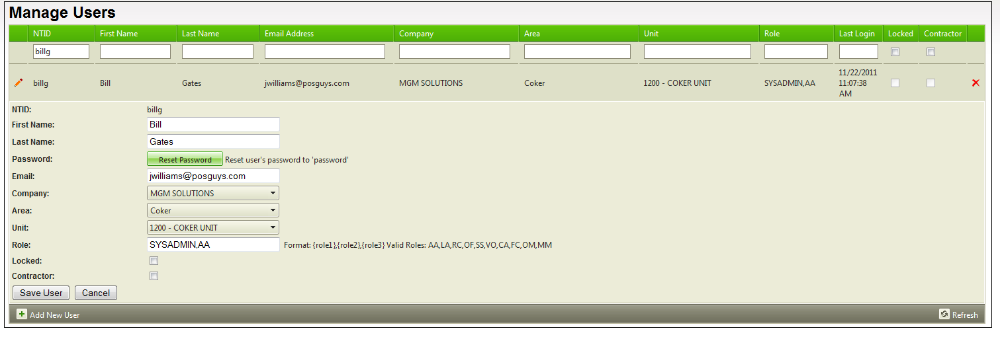 Manage Users
NTID First Name Last Name Email Address Company Area Unit Role Last Login Locked Contractor
billg
billg Bill Gates jwilliams@posguys.com MGM SOLUTIONS Coker 1200 - COKER UNIT SYSADMIN,AA 11/22/2011
11:07:38
AM
NTID: billg
First Name: Bill
Last Name: Gates
Password: Reset Password Reset user's password to 'password'
Email: jwilliams@posguys.com
Company: MGM SOLUTIONS
Area: Coker
Unit: 1200 - COKER UNIT
Role: SYSADMIN,AA Format: {role1},{role2},{role3} Valid Roles: AA,LA,RC,OF,SS,VO,CA,FC,OM,MM
Locked:
Contractor:
Save User Cancel
Add New User Refresh